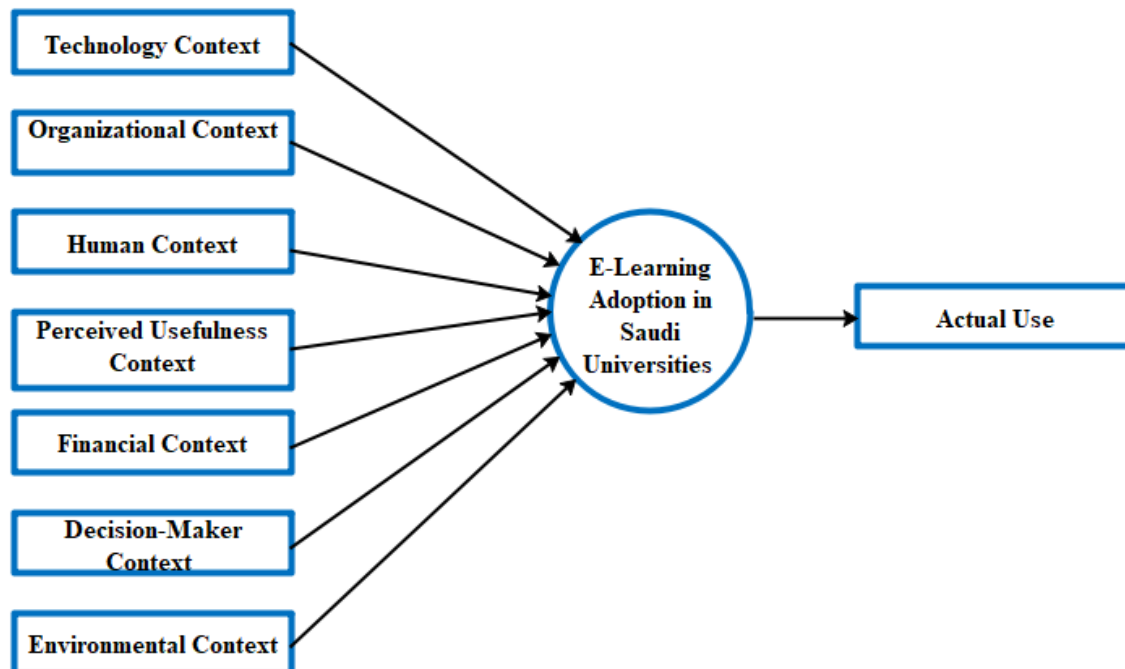 Technology Context
Organizational Context
Human Context
Perceived Usefulness
Context
Financial Context
Decision-Maker
Context
Environmental Context
E-Learning
Adoption in
Saudi
Universities
Actual Use